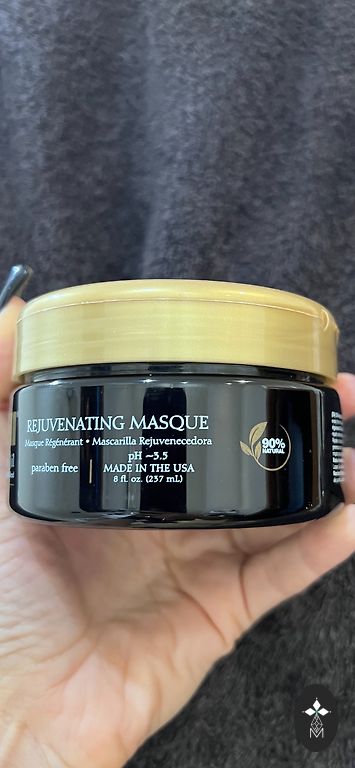 REJUVENATING MASQUE
Masque Régénérant • Mascarilla Rejuvenecedora
pH ~5.5
paraben free
MADE IN THE USA
8 fl. oz. (237 mL)
90%
NATURAL
M